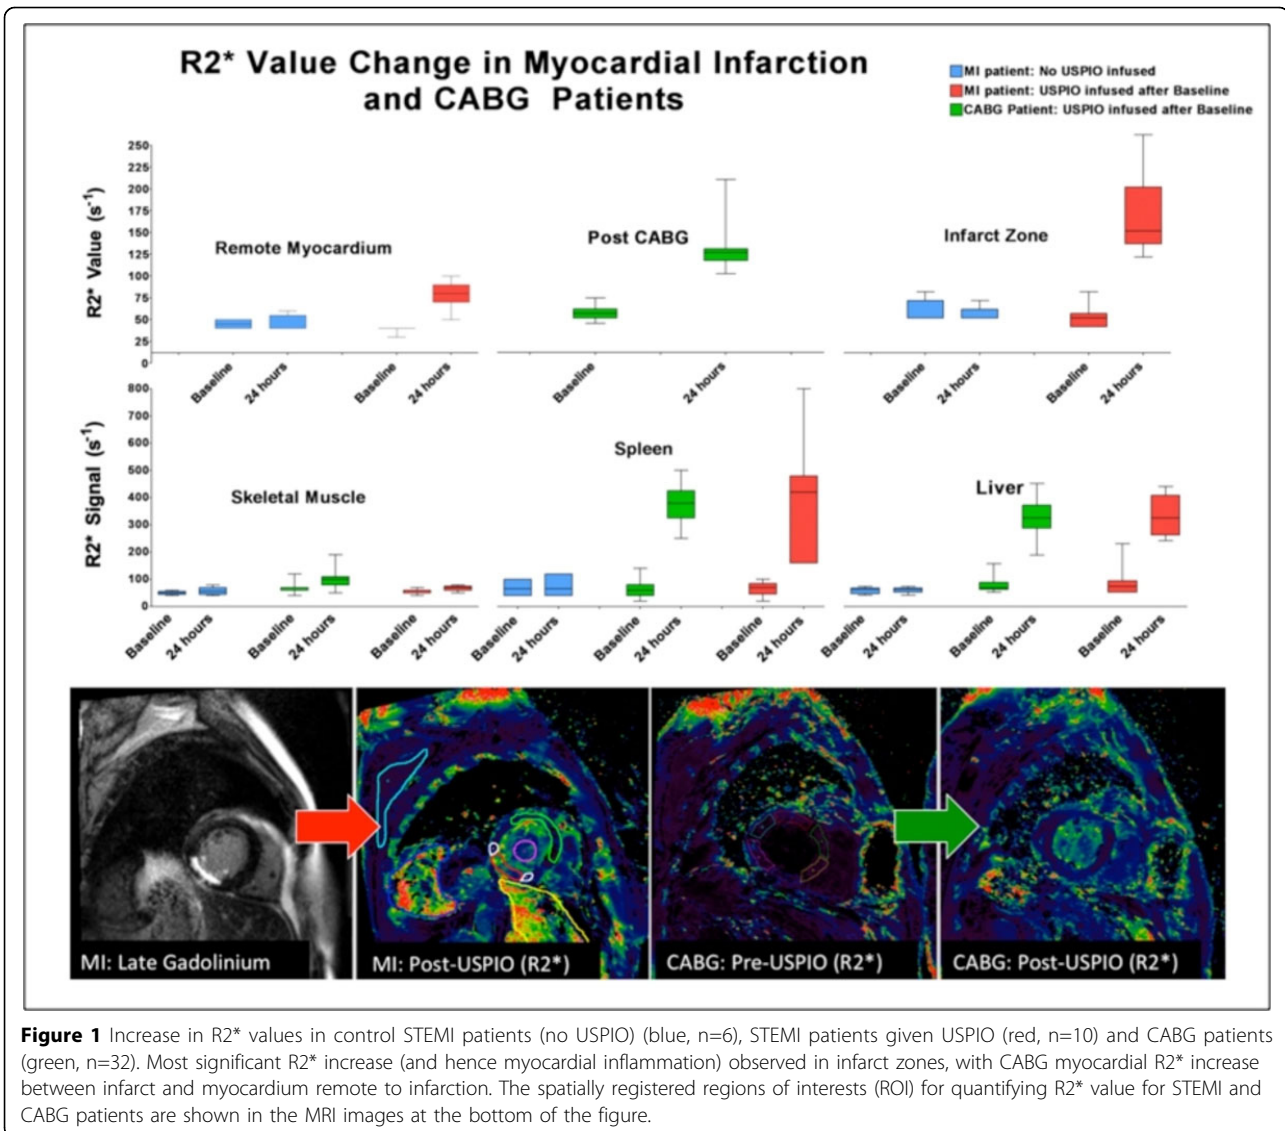 R2* Value Change in Myocardial Infarction
and CABG Patients
MI patient: No USPIO infused
MI patient: USPIO infused after Baseline
CABG Patient: USPIO infused after Baseline
R2* Value (s-1)
250
225
200
175
150
125
100
75
50
25
0
Remote Myocardium
Post CABG
Infarct Zone
Baseline
24 hours
Baseline
24 hours
Baseline
24 hours
Baseline
24 hours
Baseline
24 hours
R2* Signal (s-1)
800
700
600
500
400
300
200
100
0
Skeletal Muscle
Spleen
Liver
Baseline
24 hours
Baseline
24 hours
Baseline
24 hours
Baseline
24 hours
Baseline
24 hours
Baseline
24 hours
Baseline
24 hours
Baseline
24 hours
Baseline
24 hours
MI: Late Gadolinium
MI: Post-USPIO (R2*)
CABG: Pre-USPIO (R2*)
CABG: Post-USPIO (R2*)
Figure 1 Increase in R2* values in control STEMI patients (no USPIO) (blue, n=6), STEMI patients given USPIO (red, n=10) and CABG patients
(green, n=32). Most significant R2* increase (and hence myocardial inflammation) observed in infarct zones, with CABG myocardial R2* increase
between infarct and myocardium remote to infarction. The spatially registered regions of interests (ROI) for quantifying R2* value for STEMI and
CABG patients are shown in the MRI images at the bottom of the figure.